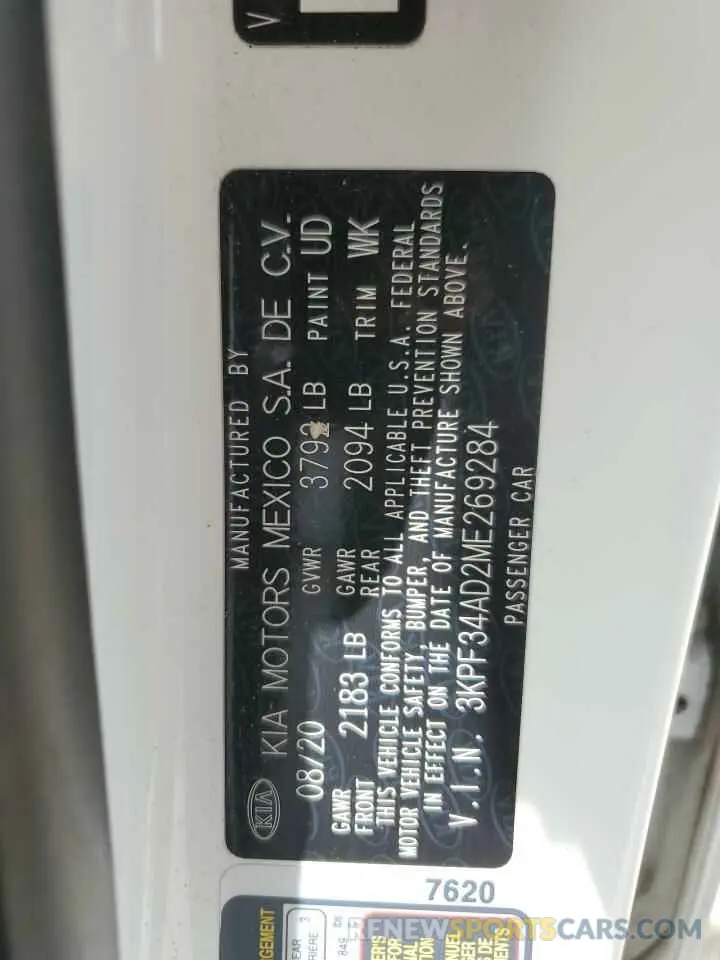 V
MANUFACTURED BY
KIA KIA MOTORS MEXICO S.A. DE C.V.
08/20 GVWR 3792 LB PAINT UD
GAWR FRONT 2183 LB GAWR REAR 2094 LB TRIM WK
THIS VEHICLE CONFORMS TO ALL APPLICABLE U.S.A. FEDERAL
MOTOR VEHICLE SAFETY, BUMPER, AND THEFT PREVENTION STANDARDS
IN EFFECT ON THE DATE OF MANUFACTURE SHOWN ABOVE.
V.I.N. 3KPF34AD2ME269284
PASSENGER CAR
7620
RENEWSPORTSCARS.COM